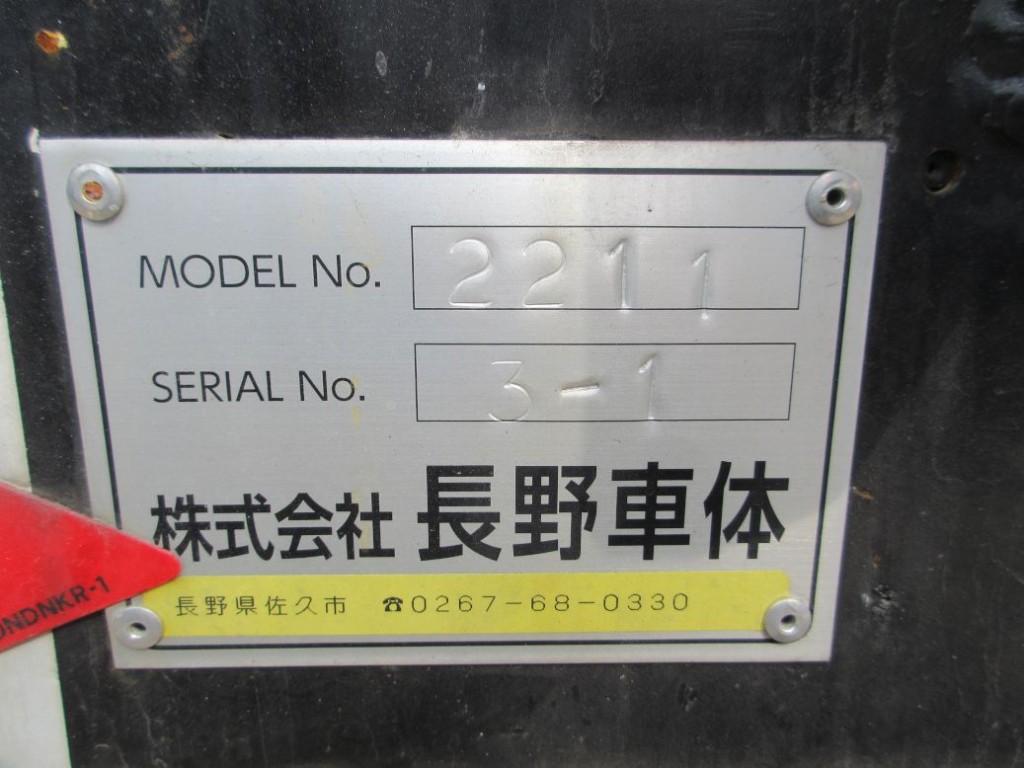 MODEL No. 2211
SERIAL No. 3-1
株式会社 長野車体
長野県佐久市 ☎0267-68-0330